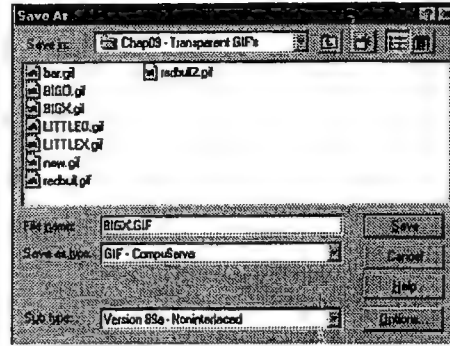 Save As
Save in: Chap09 - Transparent GIF's
bar.gif
BIGO.gif
BIGX.gif
LITTLEO.gif
LITTLEX.gif
new.gif
redbull.gif
redbull2.gif
File name: BIGX.GIF
Save as type: GIF - CompuServe
Sub type: Version 89a - Noninterlaced
Save
Cancel
Help
Options...